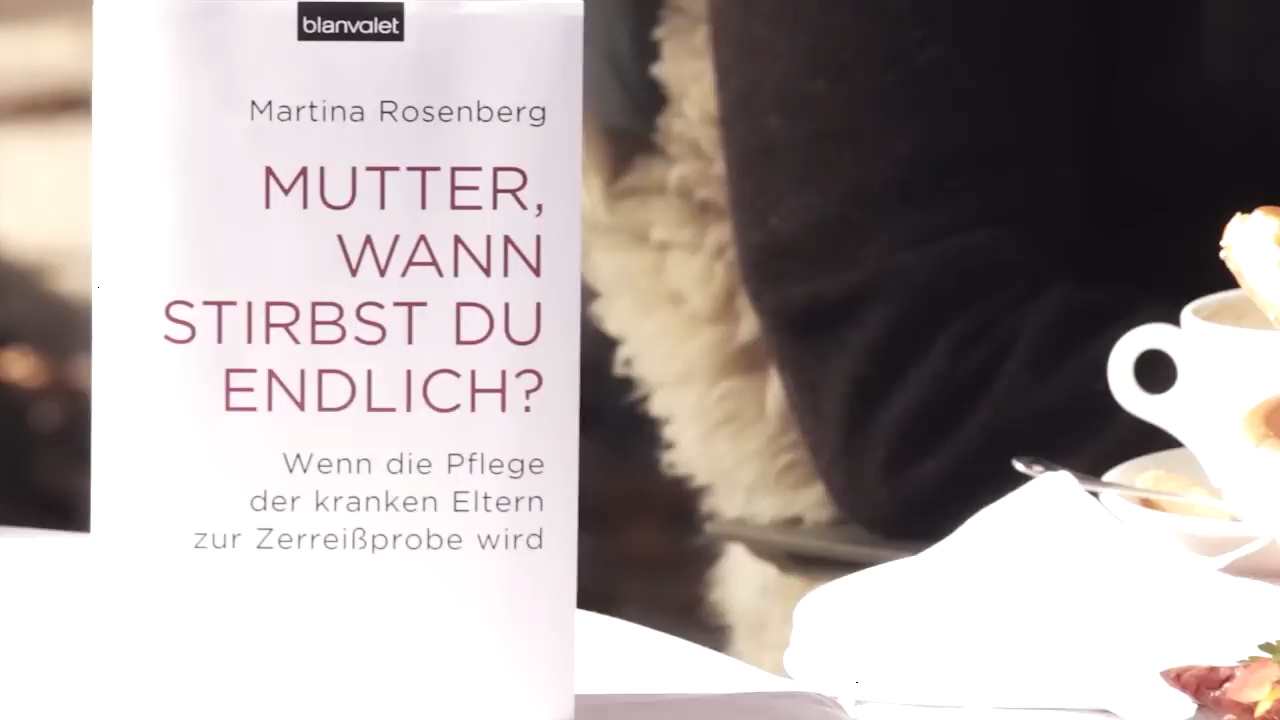 blanvalet
Martina Rosenberg
MUTTER,
WANN
STIRBST DU
ENDLICH?
Wenn die Pflege
der kranken Eltern
zur Zerreißprobe wird